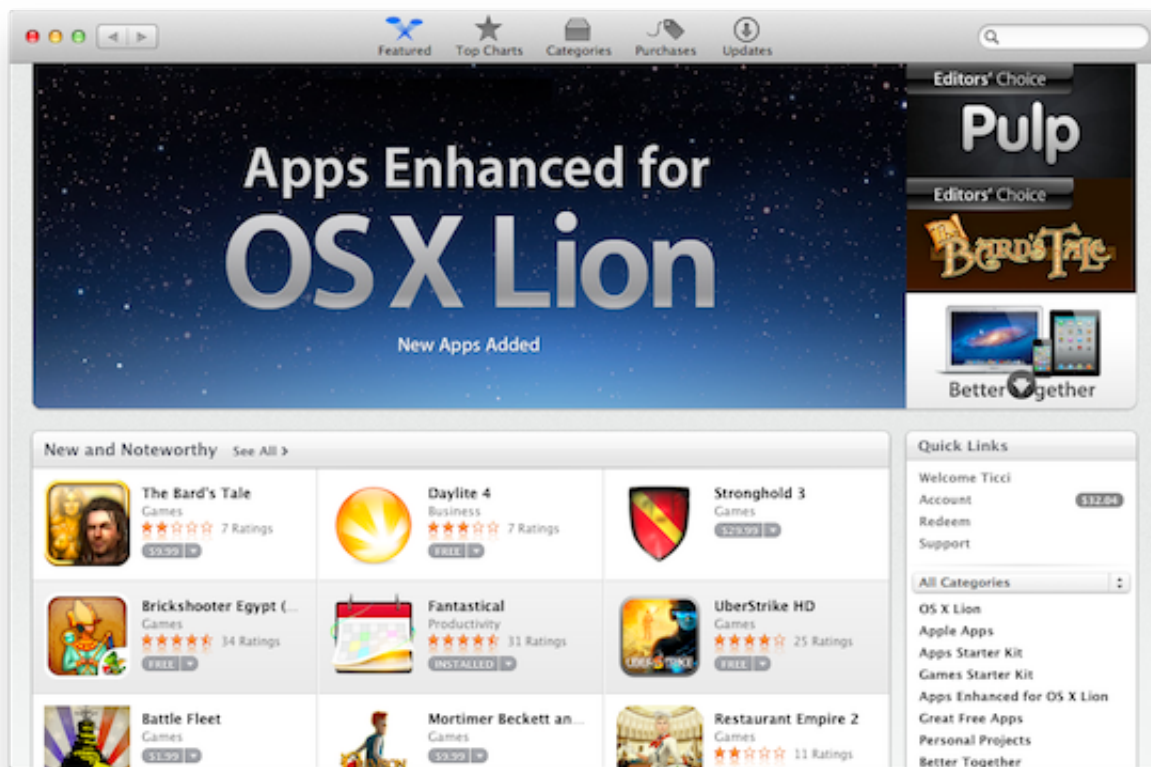 Featured
Top Charts
Categories
Purchases
Updates
Apps Enhanced for
OS X Lion
New Apps Added
Editors' Choice
Pulp
Editors' Choice
The Bard's Tale
Better Together
New and Noteworthy See All >
The Bard's Tale
Games
7 Ratings
$9.99
Daylite 4
Business
7 Ratings
FREE
Stronghold 3
Games
$29.99
Brickshooter Egypt (...
Games
34 Ratings
FREE
Fantastical
Productivity
31 Ratings
INSTALLED
UberStrike HD
Games
25 Ratings
FREE
UBERSTRIKE
Battle Fleet
Games
$1.99
Mortimer Beckett an...
Games
$9.99
Restaurant Empire 2
Games
11 Ratings
Quick Links
Welcome Ticci
Account $32.04
Redeem
Support
All Categories
OS X Lion
Apple Apps
Apps Starter Kit
Games Starter Kit
Apps Enhanced for OS X Lion
Great Free Apps
Personal Projects
Better Together